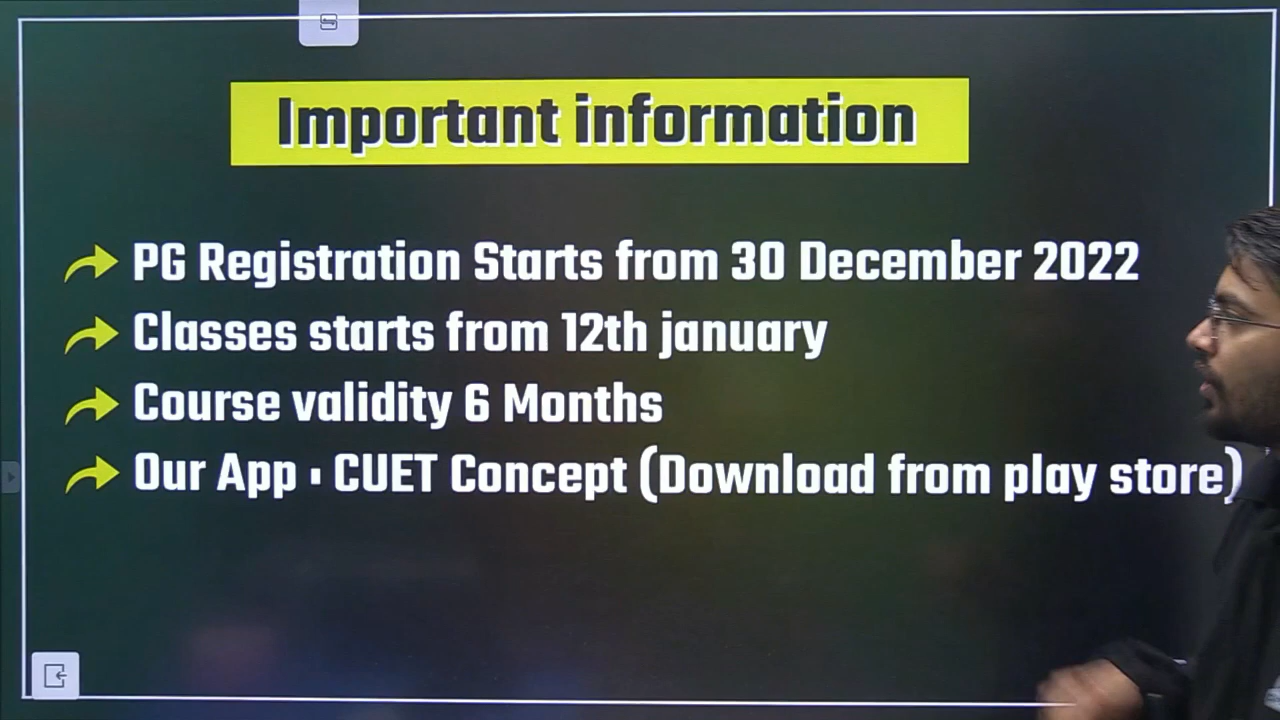 Important information
PG Registration Starts from 30 December 2022
Classes starts from 12th january
Course validity 6 Months
Our App : CUET Concept (Download from play store)